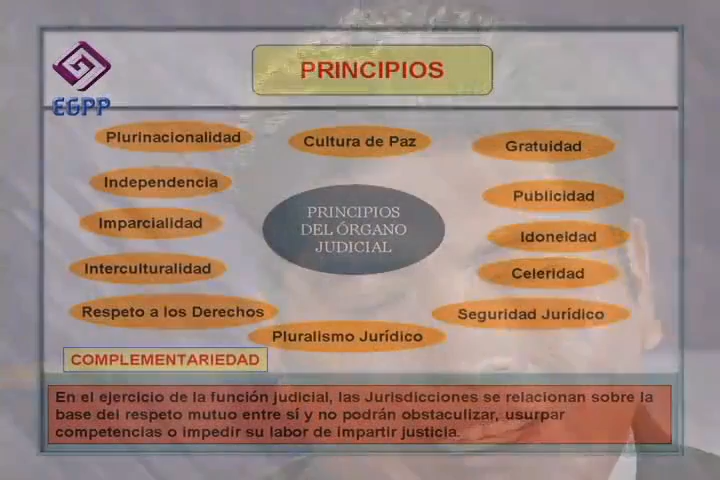 PRINCIPIOS
EGPP
Plurinacionalidad
Cultura de Paz
Gratuidad
Independencia
Publicidad
Imparcialidad
PRINCIPIOS
DEL ÓRGANO
JUDICIAL
Idoneidad
Interculturalidad
Celeridad
Respeto a los Derechos
Seguridad Jurídico
Pluralismo Jurídico
COMPLEMENTARIEDAD
En el ejercicio de la función judicial, las Jurisdicciones se relacionan sobre la
base del respeto mutuo entre sí y no podrán obstaculizar, usurpar
competencias o impedir su labor de impartir justicia.